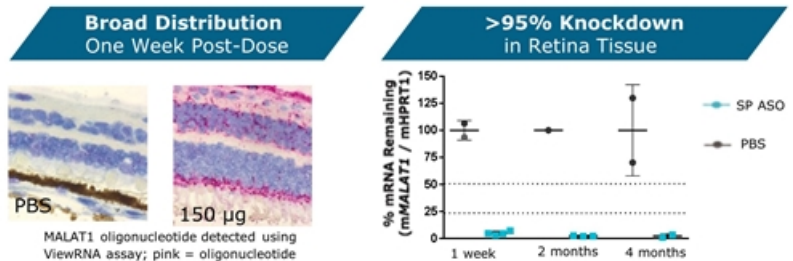 Broad Distribution
One Week Post-Dose
PBS
150 µg
MALAT1 oligonucleotide detected using
ViewRNA assay; pink = oligonucleotide
>95% Knockdown
in Retina Tissue
% mRNA Remaining
(mMALAT1 / mHPRT1)
150
125
100
75
50
25
0
1 week
2 months
4 months
SP ASO
PBS